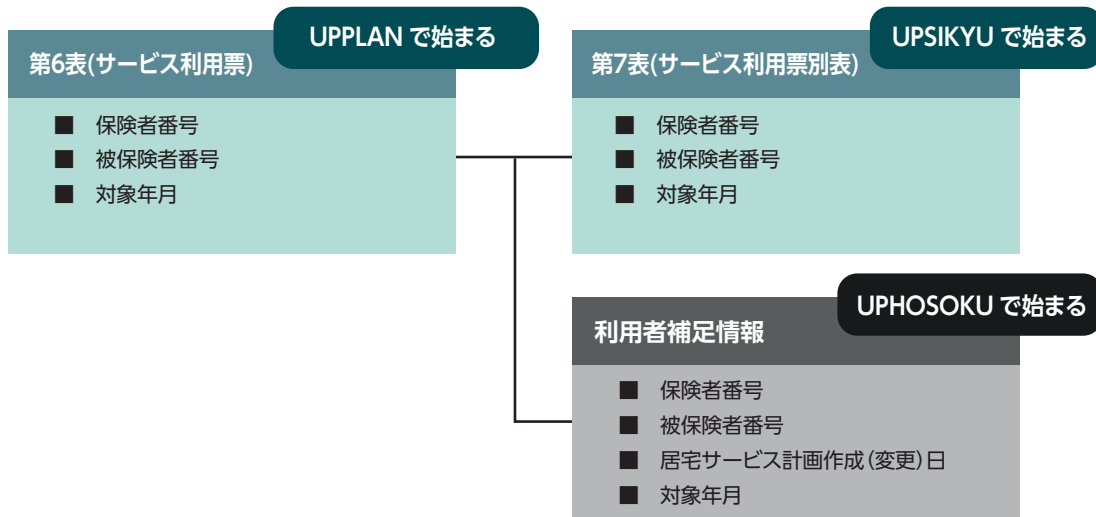 UPPLAN で始まる
第6表(サービス利用票)
■ 保険者番号
■ 被保険者番号
■ 対象年月
UPSIKYU で始まる
第7表(サービス利用票別表)
■ 保険者番号
■ 被保険者番号
■ 対象年月
UPHOSOKU で始まる
利用者補足情報
■ 保険者番号
■ 被保険者番号
■ 居宅サービス計画作成(変更)日
■ 対象年月